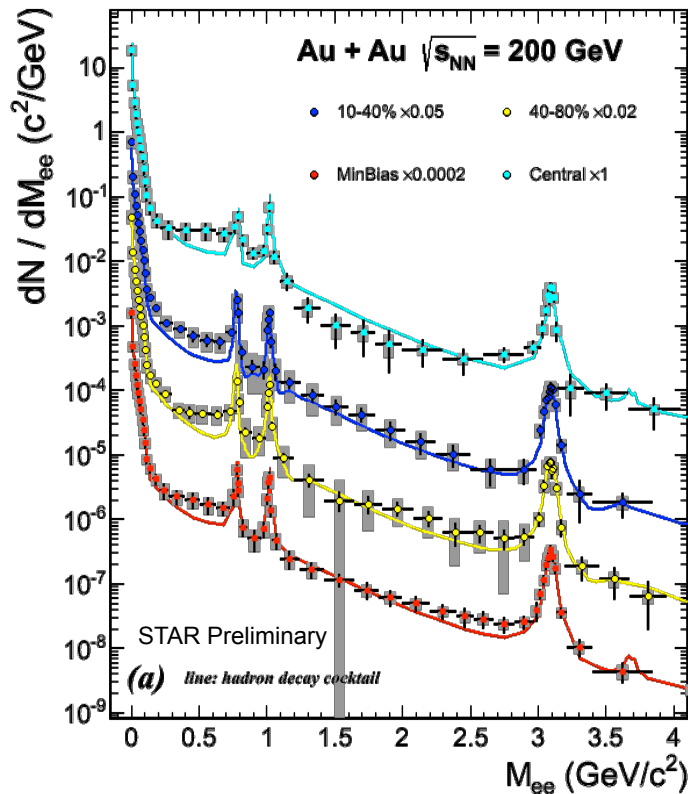 Au + Au √s_NN = 200 GeV
10-40% ×0.05
40-80% ×0.02
MinBias ×0.0002
Central ×1
dN / dM_ee (c²/GeV)
10
1
10⁻¹
10⁻²
10⁻³
10⁻⁴
10⁻⁵
10⁻⁶
10⁻⁷
10⁻⁸
10⁻⁹
STAR Preliminary
(a) line: hadron decay cocktail
0 0.5 1 1.5 2 2.5 3 3.5 4
M_ee (GeV/c²)